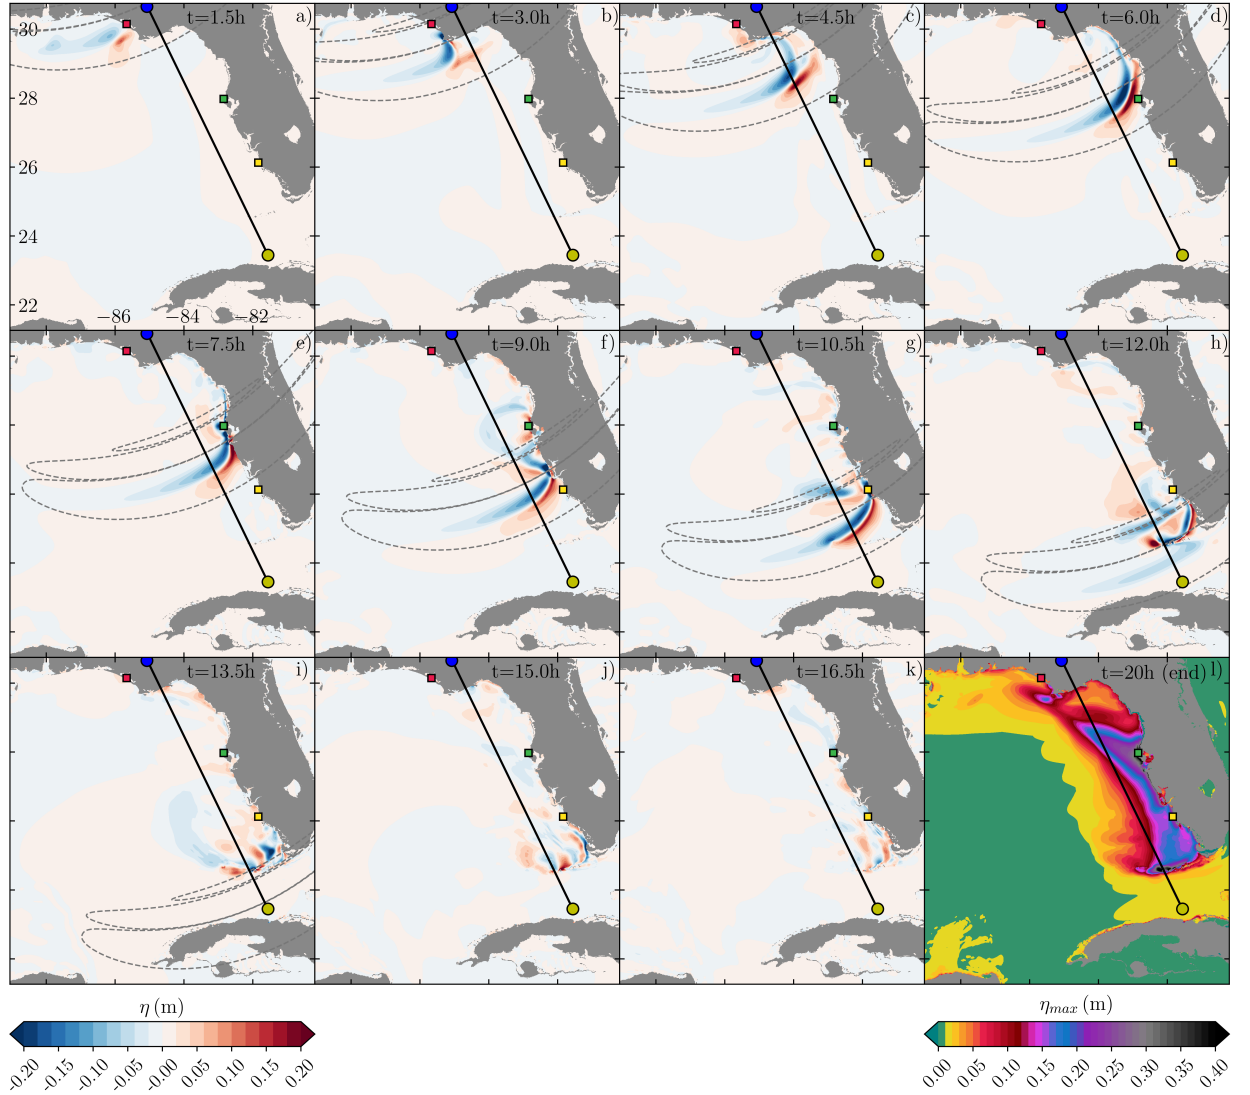 30 t=1.5h a) t=3.0h b) t=4.5h c) t=6.0h d)
28
26
24
22
−86 −84 −82
t=7.5h e) t=9.0h f) t=10.5h g) t=12.0h h)
t=13.5h i) t=15.0h j) t=16.5h k) t=20h (end) l)
η (m) η_max (m)
-0.20 -0.15 -0.10 -0.05 -0.00 0.05 0.10 0.15 0.20 0.00 0.05 0.10 0.15 0.20 0.25 0.30 0.35 0.40